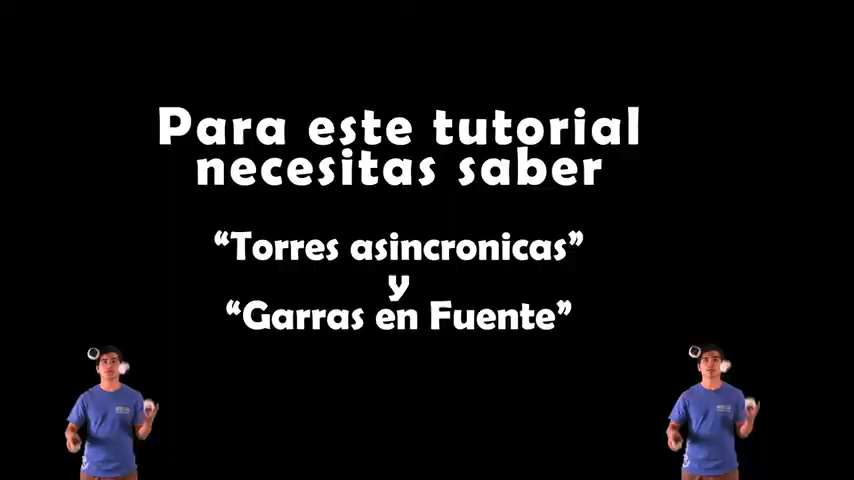 Para este tutorial
necesitas saber
“Torres asincronicas”
y
“Garras en Fuente”